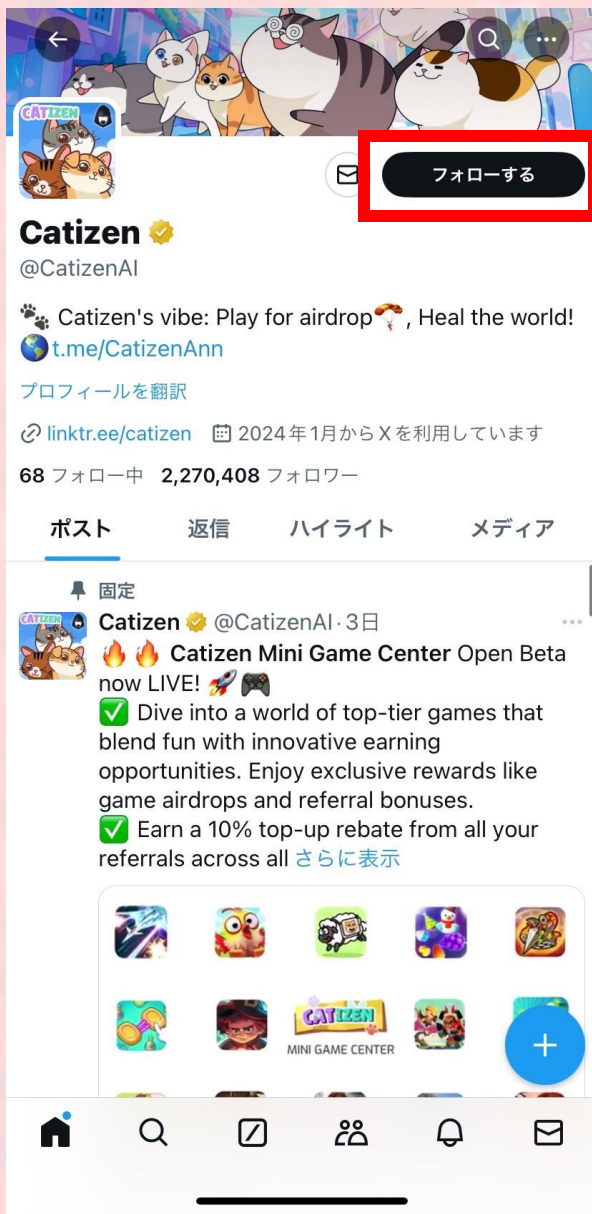 CATIZEN
フォローする
Catizen
@CatizenAI
🐾 Catizen's vibe: Play for airdrop🪂, Heal the world!
🌎t.me/CatizenAnn
プロフィールを翻訳
linktr.ee/catizen 2024年1月からXを利用しています
68 フォロー中 2,270,408 フォロワー
ポスト 返信 ハイライト メディア
固定
CATIZEN
Catizen @CatizenAI·3日
🔥 🔥 Catizen Mini Game Center Open Beta
now LIVE! 🚀🎮
✅ Dive into a world of top-tier games that
blend fun with innovative earning
opportunities. Enjoy exclusive rewards like
game airdrops and referral bonuses.
✅ Earn a 10% top-up rebate from all your
referrals across all さらに表示
CATIZEN
MINI GAME CENTER